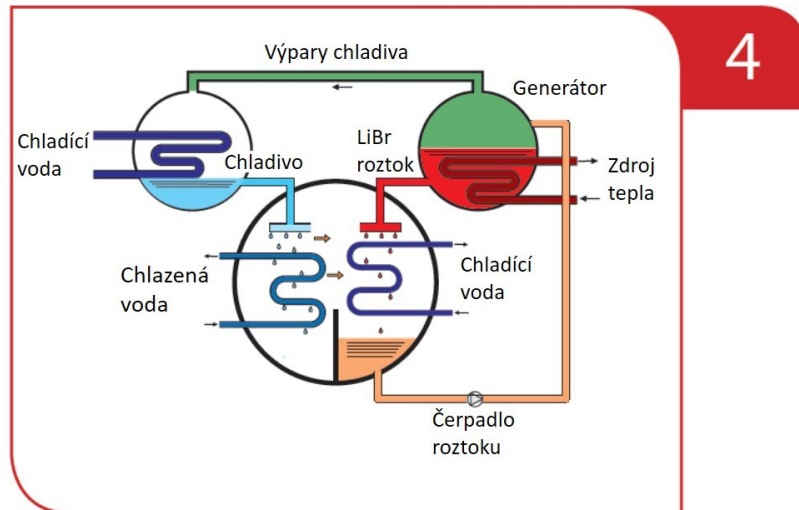 4
Výpary chladiva
Generátor
Chladící
voda
Chladivo
LiBr
roztok
Zdroj
tepla
Chlazená
voda
Chladící
voda
Čerpadlo
roztoku